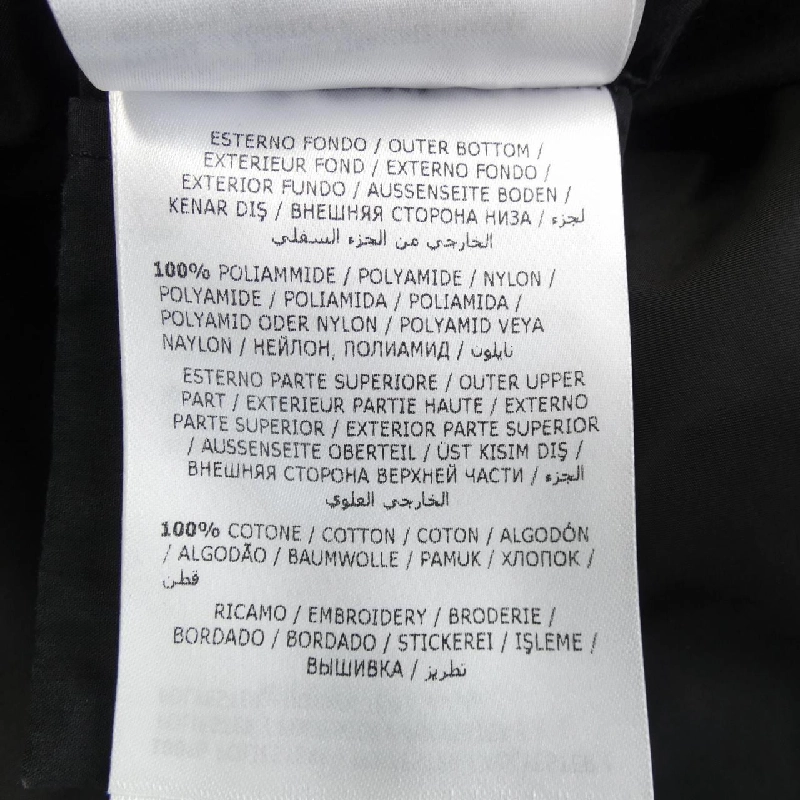 ESTERNO FONDO / OUTER BOTTOM /
EXTERIEUR FOND / EXTERNO FONDO /
EXTERIOR FUNDO / AUSSENSEITE BODEN /
KENAR DIŞ / ВНЕШНЯЯ СТОРОНА НИЗА / لجزء
الخارجي من الجزء السفلي
100% POLIAMMIDE / POLYAMIDE / NYLON /
POLYAMIDE / POLIAMIDA / POLIAMIDA /
POLYAMID ODER NYLON / POLYAMID VEYA
NAYLON / НЕЙЛОН, ПОЛИАМИД / نايلون
ESTERNO PARTE SUPERIORE / OUTER UPPER
PART / EXTERIEUR PARTIE HAUTE / EXTERNO
PARTE SUPERIOR / EXTERIOR PARTE SUPERIOR
/ AUSSENSEITE OBERTEIL / ÜST KISIM DIŞ /
ВНЕШНЯЯ СТОРОНА ВЕРХНЕЙ ЧАСТИ / الجزء
الخارجي العلوي
100% COTONE / COTTON / COTON / ALGODÓN
/ ALGODÃO / BAUMWOLLE / PAMUK / ХЛОПОК /
قطن
RICAMO / EMBROIDERY / BRODERIE /
BORDADO / BORDADO / STICKEREI / IŞLEME /
ВЫШИВКА / تطريز